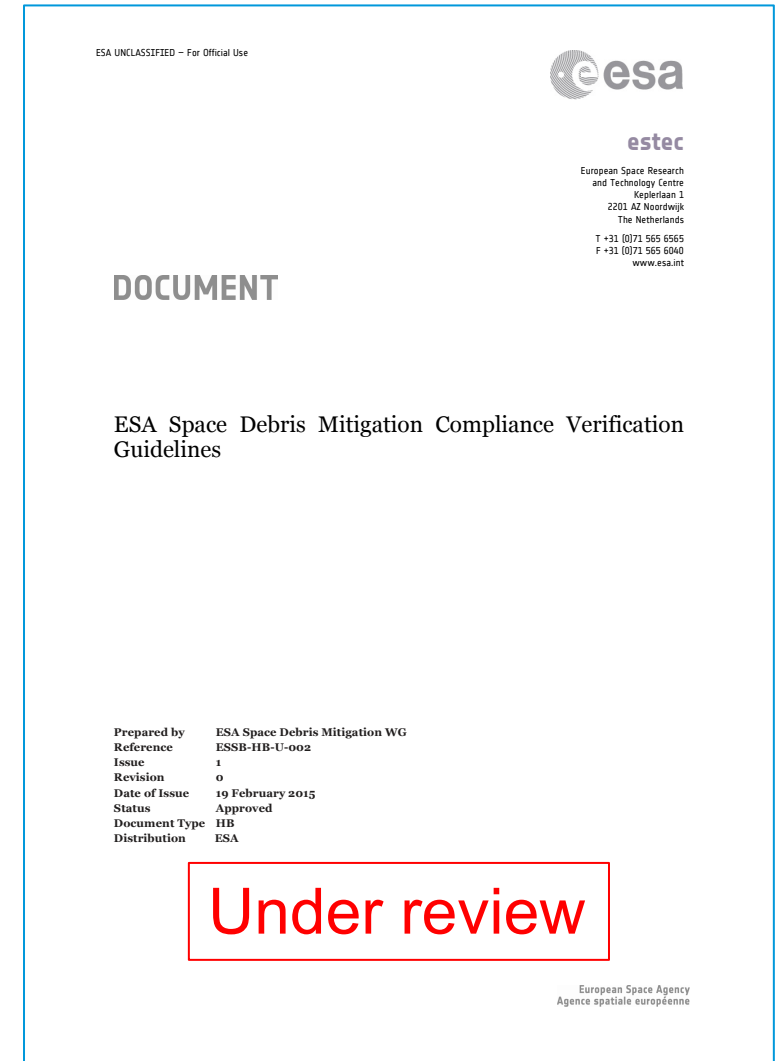 ESA UNCLASSIFIED – For Official Use
esa
estec
European Space Research
and Technology Centre
Keplerlaan 1
2201 AZ Noordwijk
The Netherlands
T +31 (0)71 565 6565
F +31 (0)71 565 6040
www.esa.int
DOCUMENT
ESA Space Debris Mitigation Compliance Verification
Guidelines
Prepared by ESA Space Debris Mitigation WG
Reference ESSB-HB-U-002
Issue 1
Revision 0
Date of Issue 19 February 2015
Status Approved
Document Type HB
Distribution ESA
Under review
European Space Agency
Agence spatiale européenne